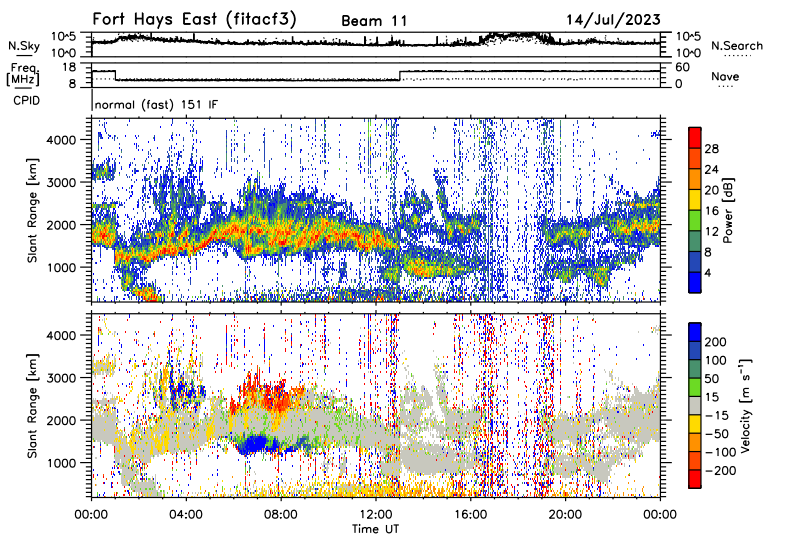 Fort Hays East (fitacf3) Beam 11 14/Jul/2023
N.Sky 10^5 10^0 10^5 10^0 N.Search
Freq. [MHz] 18 8 60 0 Nave
CPID normal (fast) 151 IF
Slant Range [km]
4000
3000
2000
1000
Power [dB]
28
24
20
16
12
8
4
Slant Range [km]
4000
3000
2000
1000
Velocity [m s⁻¹]
200
100
50
15
−15
−50
−100
−200
00:00 04:00 08:00 12:00 16:00 20:00 00:00
Time UT